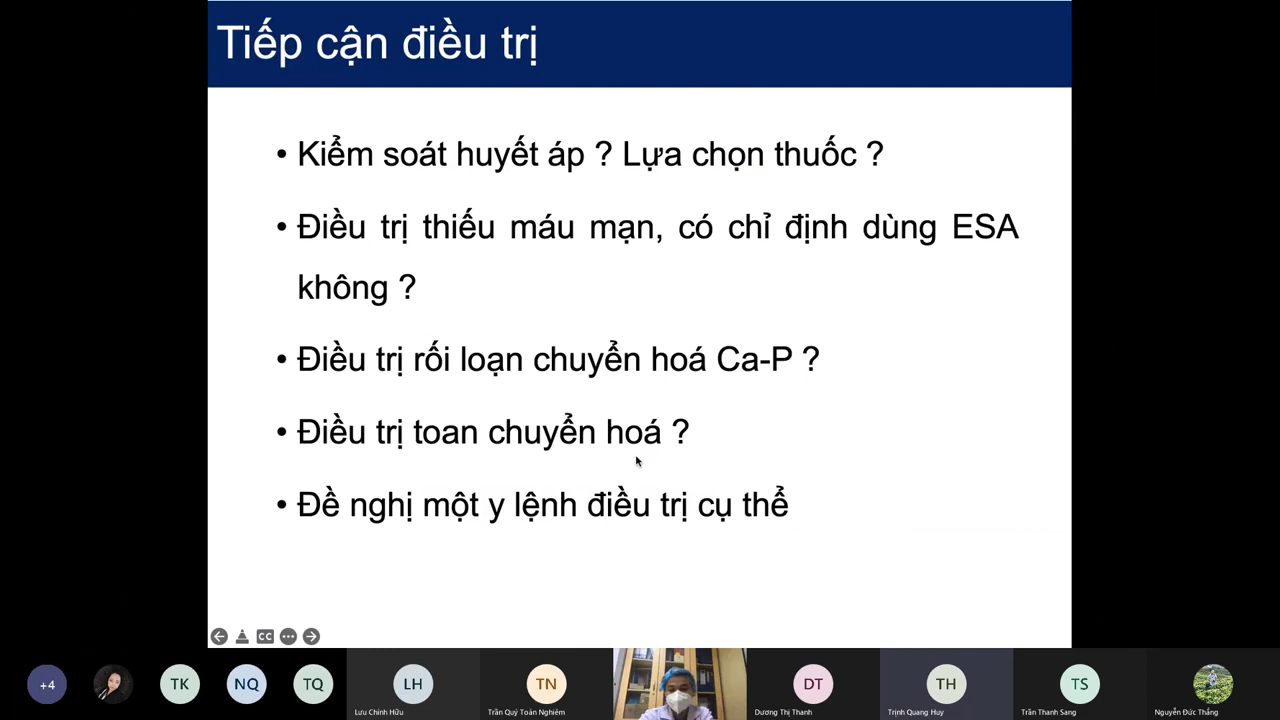 Tiếp cận điều trị
• Kiểm soát huyết áp ? Lựa chọn thuốc ?
• Điều trị thiếu máu mạn, có chỉ định dùng ESA
không ?
• Điều trị rối loạn chuyển hoá Ca-P ?
• Điều trị toan chuyển hoá ?
• Đề nghị một y lệnh điều trị cụ thể
CC
+4
TK
NQ
TQ
LH
Lưu Chính Hữu
TN
Trần Quý Toàn Nghiêm
DT
Dương Thị Thanh
TH
Trịnh Quang Huy
TS
Trần Thanh Sang
Nguyễn Đức Thắng